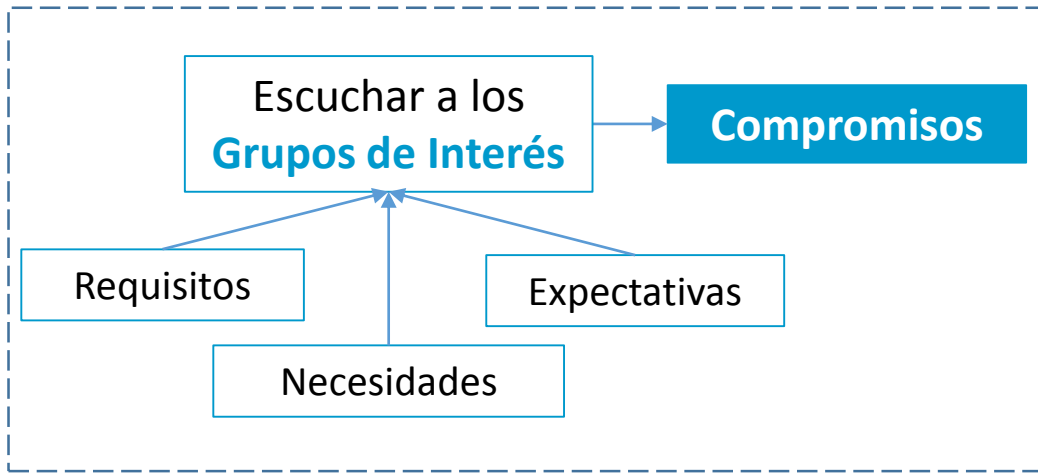 Escuchar a los
Grupos de Interés
Compromisos
Requisitos
Expectativas
Necesidades